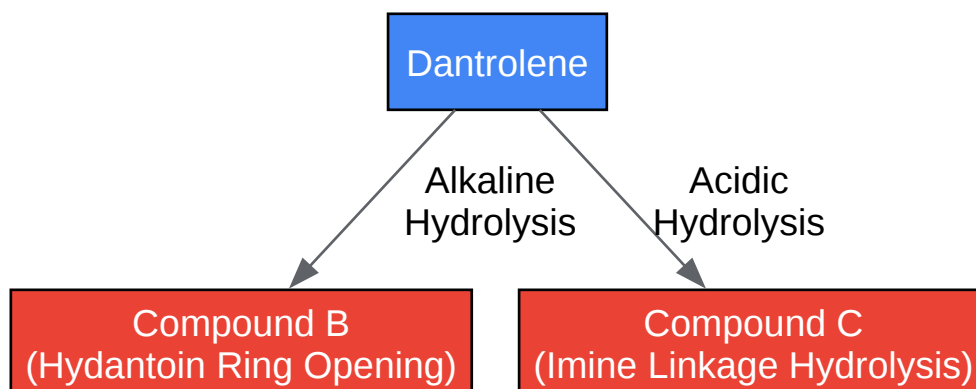 Dantrolene
Alkaline
Hydrolysis
Acidic
Hydrolysis
Compound B
(Hydantoin Ring Opening)
Compound C
(Imine Linkage Hydrolysis)